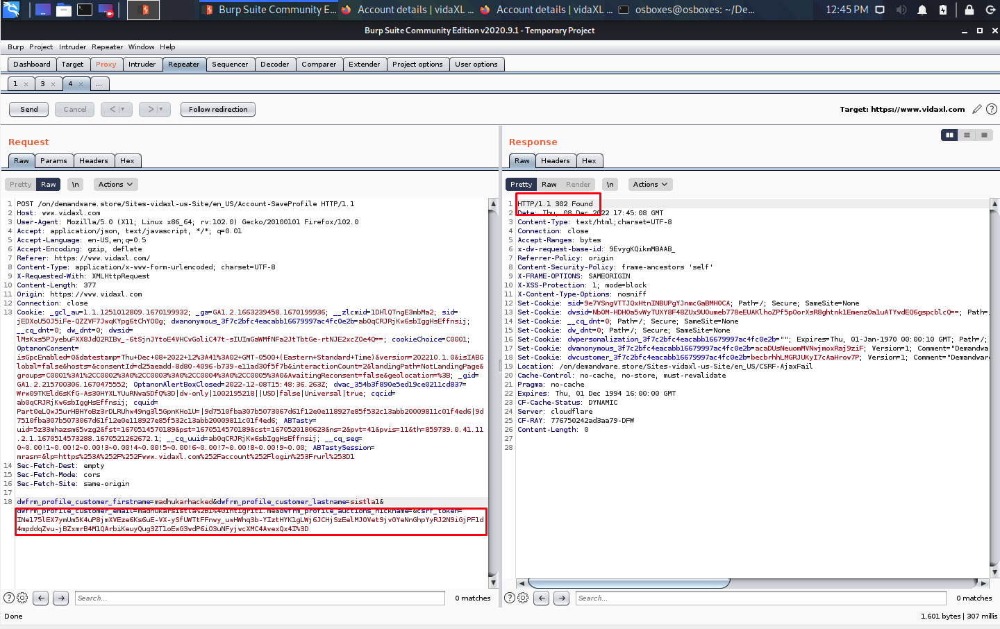 Burp Suite Community E...
Account details | vidaXL ...
Account details | vidaXL ...
osboxes@osboxes: ~/De...
12:45 PM
Burp Suite Community Edition v2020.9.1 - Temporary Project
Burp Project Intruder Repeater Window Help
Dashboard Target Proxy Intruder Repeater Sequencer Decoder Comparer Extender Project options User options
1 × 3 × 4 × ...
Send Cancel < > Follow redirection
Target: https://www.vidaxl.com
Request
Raw Params Headers Hex
Pretty Raw \n Actions
1 POST /on/demandware.store/Sites-vidaxl-us-Site/en_US/Account-SaveProfile HTTP/1.1
2 Host: www.vidaxl.com
3 User-Agent: Mozilla/5.0 (X11; Linux x86_64; rv:102.0) Gecko/20100101 Firefox/102.0
4 Accept: application/json, text/javascript, */*; q=0.01
5 Accept-Language: en-US,en;q=0.5
6 Accept-Encoding: gzip, deflate
7 Referer: https://www.vidaxl.com/
8 Content-Type: application/x-www-form-urlencoded; charset=UTF-8
9 X-Requested-With: XMLHttpRequest
10 Content-Length: 377
11 Origin: https://www.vidaxl.com
12 Connection: close
13 Cookie: _gcl_au=1.1.1251012809.1670199932; _ga=GA1.2.1663239458.1670199936; __zlcmid=1DHlQTngE3mbMa2; sid=
jEDXoU5OJ5iFe-QZZVF7JwqKYpg6tChYO0g; dwanonymous_3f7c2bfc4eacabb16679997ac4fc0e2b=ab0qCRJRjKw6sbIggHsEffnsij;
__cq_dnt=0; dw_dnt=0; dwsid=
lMsKxs5PJyebuFXX8JdQ2RIBv_-6tSjnJYtoE4VHCvGoliC47t-sIUImGaWMfNFa2JtTbtGe-rtNJE2xcZ0e4Q==; cookieChoice=C0001;
OptanonConsent=
isGpcEnabled=0&datestamp=Thu+Dec+08+2022+12%3A41%3A02+GMT-0500+(Eastern+Standard+Time)&version=202210.1.0&isIABG
lobal=false&hosts=&consentId=d25aeedd-8d80-4096-b739-e11ad30f5f7b&interactionCount=2&landingPath=NotLandingPage&
groups=C0001%3A1%2CC0002%3A0%2CC0003%3A0%2CC0004%3A0%2CC0005%3A0&AwaitingReconsent=false&geolocation=%3B; _gid=
GA1.2.215700306.1670475552; OptanonAlertBoxClosed=2022-12-08T15:48:36.263Z; dwac_354b3f890e5ed19ce0211cd837=
Wrw09TKEld6sKfG-As30HYXLYUuRNwaSDfQ%3D|dw-only|1002195218||USD|false|Universal|true; cqcid=
ab0qCRJRjKw6sbIggHsEffnsij; cquid=
Part0eLQwJ5urHBHYoBz3rDLRUhw49ng3l5GpnKHo1U=|9d7510fba307b5073067d61f12e0e118927e85f532c13abb20009811c01f4ed6|9d
7510fba307b5073067d61f12e0e118927e85f532c13abb20009811c01f4ed6; ABTasty=
uid=5z33mhazsm65vzg2&fst=1670514570189&pst=1670514570189&cst=1670520180623&ns=2&pvt=41&pvis=11&th=859739.0.41.11
.2.1.1670514573288.1670521262672.1; __cq_uuid=ab0qCRJRjKw6sbIggHsEffnsij; __cq_seg=
0~0.00!1~0.00!2~0.00!3~0.00!4~0.00!5~0.00!6~0.00!7~0.00!8~0.00!9~0.00; ABTastySession=
mrasn=&lp=https%253A%252F%252Fwww.vidaxl.com%252Faccount%252Flogin%253Frurl%253D1
14 Sec-Fetch-Dest: empty
15 Sec-Fetch-Mode: cors
16 Sec-Fetch-Site: same-origin
17
18 dwfrm_profile_customer_firstname=madhukarhacked&dwfrm_profile_customer_lastname=sistla1&
dwfrm_profile_customer_email=madhukarsistla%2B1%40intigriti.me&dwfrm_profile_auctions_nickname=&csrf_token=
INel75lEX7ymUm5K4uP8jmXVEze6Ks6uE-VX-ySfUWTtFFnwy_uwHWhq3b-YIztHYK1gLWj6JCHjSzEelMJ0Vet9jv0YeNnGhpYyRJ2N9iGjPF1d
4mpddqZvu-jBZxmrB4M1QArbiKeuyQug3ZT1oEwG3wdP6i03uNFyjwcXMC4AvexQx4I%3D
Search... 0 matches
Response
Raw Headers Hex
Pretty Raw Render \n Actions
1 HTTP/1.1 302 Found
2 Date: Thu, 08 Dec 2022 17:45:08 GMT
3 Content-Type: text/html;charset=UTF-8
4 Connection: close
5 Accept-Ranges: bytes
6 x-dw-request-base-id: 9EvygKQikmMBAAB_
7 Referrer-Policy: origin
8 Content-Security-Policy: frame-ancestors 'self'
9 X-FRAME-OPTIONS: SAMEORIGIN
10 X-XSS-Protection: 1; mode=block
11 X-Content-Type-Options: nosniff
12 Set-Cookie: sid=9e7VSngVTTJQxHtnINBUPgYJnmcGaBMH0CA; Path=/; Secure; SameSite=None
13 Set-Cookie: dwsid=NbOM-HDHOa5vWyTUXY8F48ZUx9UOumeb778eEUAKlhoZPf5pOorXsR8ghtnk1EmenzOa1uATYwdEQ6gspcblcQ==; Path=
14 Set-Cookie: __cq_dnt=0; Path=/; Secure; SameSite=None
15 Set-Cookie: dw_dnt=0; Path=/; Secure; SameSite=None
16 Set-Cookie: dwpersonalization_3f7c2bfc4eacabb16679997ac4fc0e2b=""; Expires=Thu, 01-Jan-1970 00:00:10 GMT; Path=/;
17 Set-Cookie: dwanonymous_3f7c2bfc4eacabb16679997ac4fc0e2b=acaDUsNeuomMVNwjmoxRaj9ziF; Version=1; Comment="Demandwar
18 Set-Cookie: dwcustomer_3f7c2bfc4eacabb16679997ac4fc0e2b=becbrhhLMGRJUKyI7cAaHrow7P; Version=1; Comment="Demandware
19 Location: /on/demandware.store/Sites-vidaxl-us-Site/en_US/CSRF-AjaxFail
20 Cache-Control: no-cache, no-store, must-revalidate
21 Pragma: no-cache
22 Expires: Thu, 01 Dec 1994 16:00:00 GMT
23 CF-Cache-Status: DYNAMIC
24 Server: cloudflare
25 CF-RAY: 776750242ad3aa79-DFW
26 Content-Length: 0
27
28
Search... 0 matches
Done
1,601 bytes | 307 millis